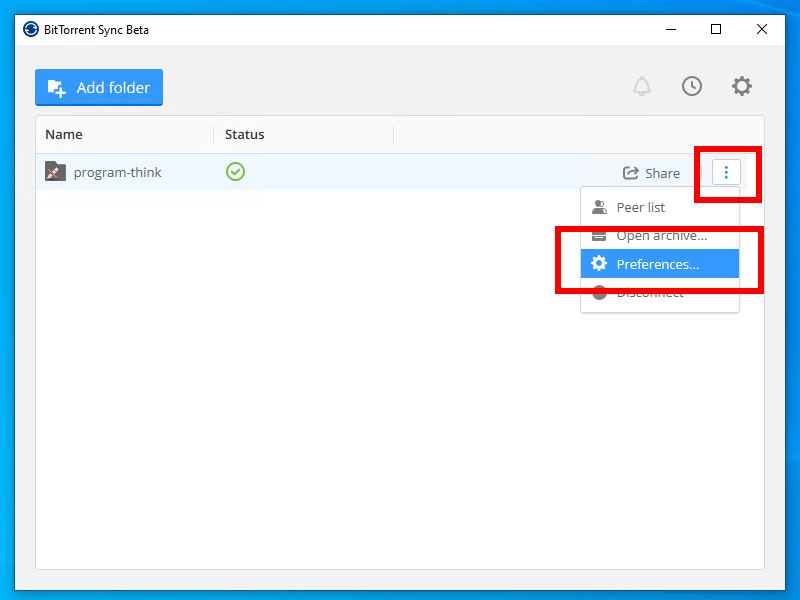 BitTorrent Sync Beta
Add folder
Name Status
program-think Share
Peer list
Open archive...
Preferences...
Disconnect